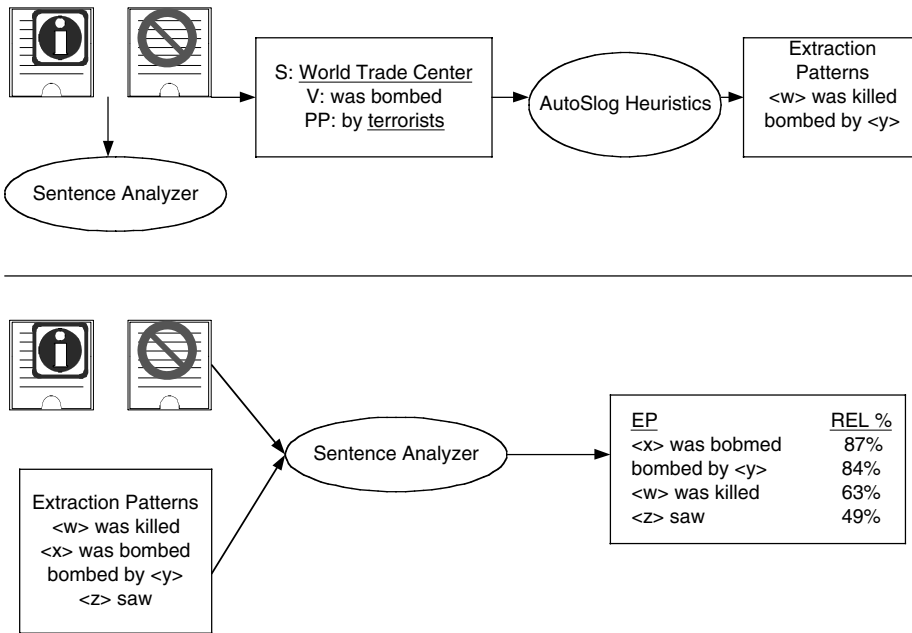 S: World Trade Center
V: was bombed
PP: by terrorists
AutoSlog Heuristics
Extraction
Patterns
<w> was killed
bombed by <y>
Sentence Analyzer
Sentence Analyzer
EP REL %
<x> was bobmed 87%
bombed by <y> 84%
<w> was killed 63%
<z> saw 49%
Extraction Patterns
<w> was killed
<x> was bombed
bombed by <y>
<z> saw